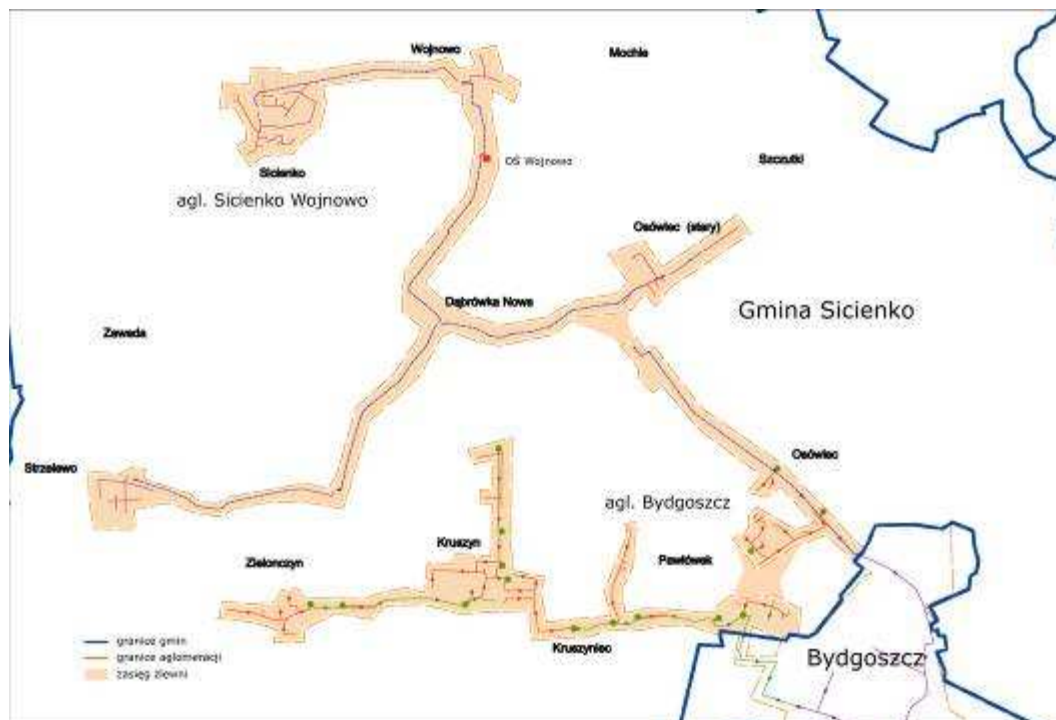 Wojnowo
Mochle
OŚ Wojnowo
Szczutki
Sicienko
agl. Sicienko Wojnowo
Osówiec (stary)
Dąbrówka Nowa
Gmina Sicienko
Zawada
Strzelewo
Osówiec
agl. Bydgoszcz
Kruszyn
Zielonczyn
Pawłówek
Kruszyniec
Bydgoszcz
granice gmin
granice aglomeracji
zasięg zlewni